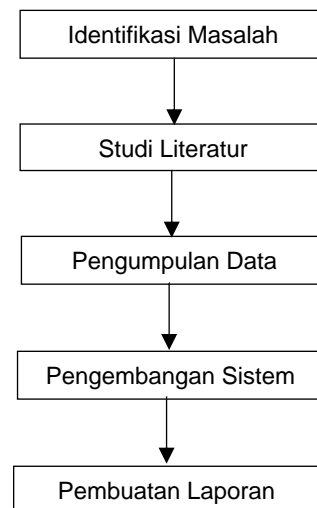 Identifikasi Masalah
Studi Literatur
Pengumpulan Data
Pengembangan Sistem
Pembuatan Laporan